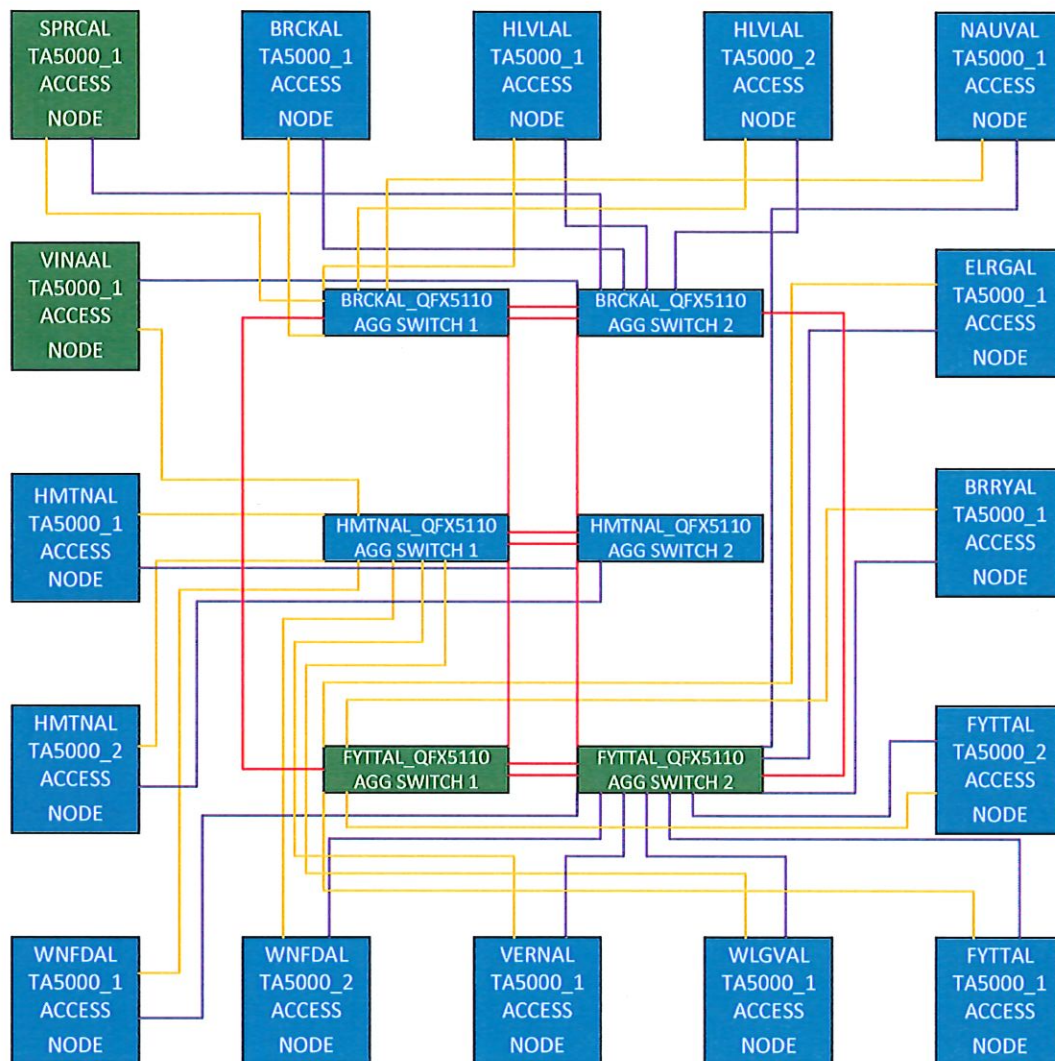 SPRCAL
TA5000_1
ACCESS
NODE
BRCKAL
TA5000_1
ACCESS
NODE
HLVLAL
TA5000_1
ACCESS
NODE
HLVLAL
TA5000_2
ACCESS
NODE
NAUVAL
TA5000_1
ACCESS
NODE
VINAAL
TA5000_1
ACCESS
NODE
BRCKAL_QFX5110
AGG SWITCH 1
BRCKAL_QFX5110
AGG SWITCH 2
ELRGAL
TA5000_1
ACCESS
NODE
HMTNAL
TA5000_1
ACCESS
NODE
HMTNAL_QFX5110
AGG SWITCH 1
HMTNAL_QFX5110
AGG SWITCH 2
BRRYAL
TA5000_1
ACCESS
NODE
HMTNAL
TA5000_2
ACCESS
NODE
FYTTAL_QFX5110
AGG SWITCH 1
FYTTAL_QFX5110
AGG SWITCH 2
FYTTAL
TA5000_2
ACCESS
NODE
WNFDAL
TA5000_1
ACCESS
NODE
WNFDAL
TA5000_2
ACCESS
NODE
VERNAL
TA5000_1
ACCESS
NODE
WLGVAL
TA5000_1
ACCESS
NODE
FYTTAL
TA5000_1
ACCESS
NODE